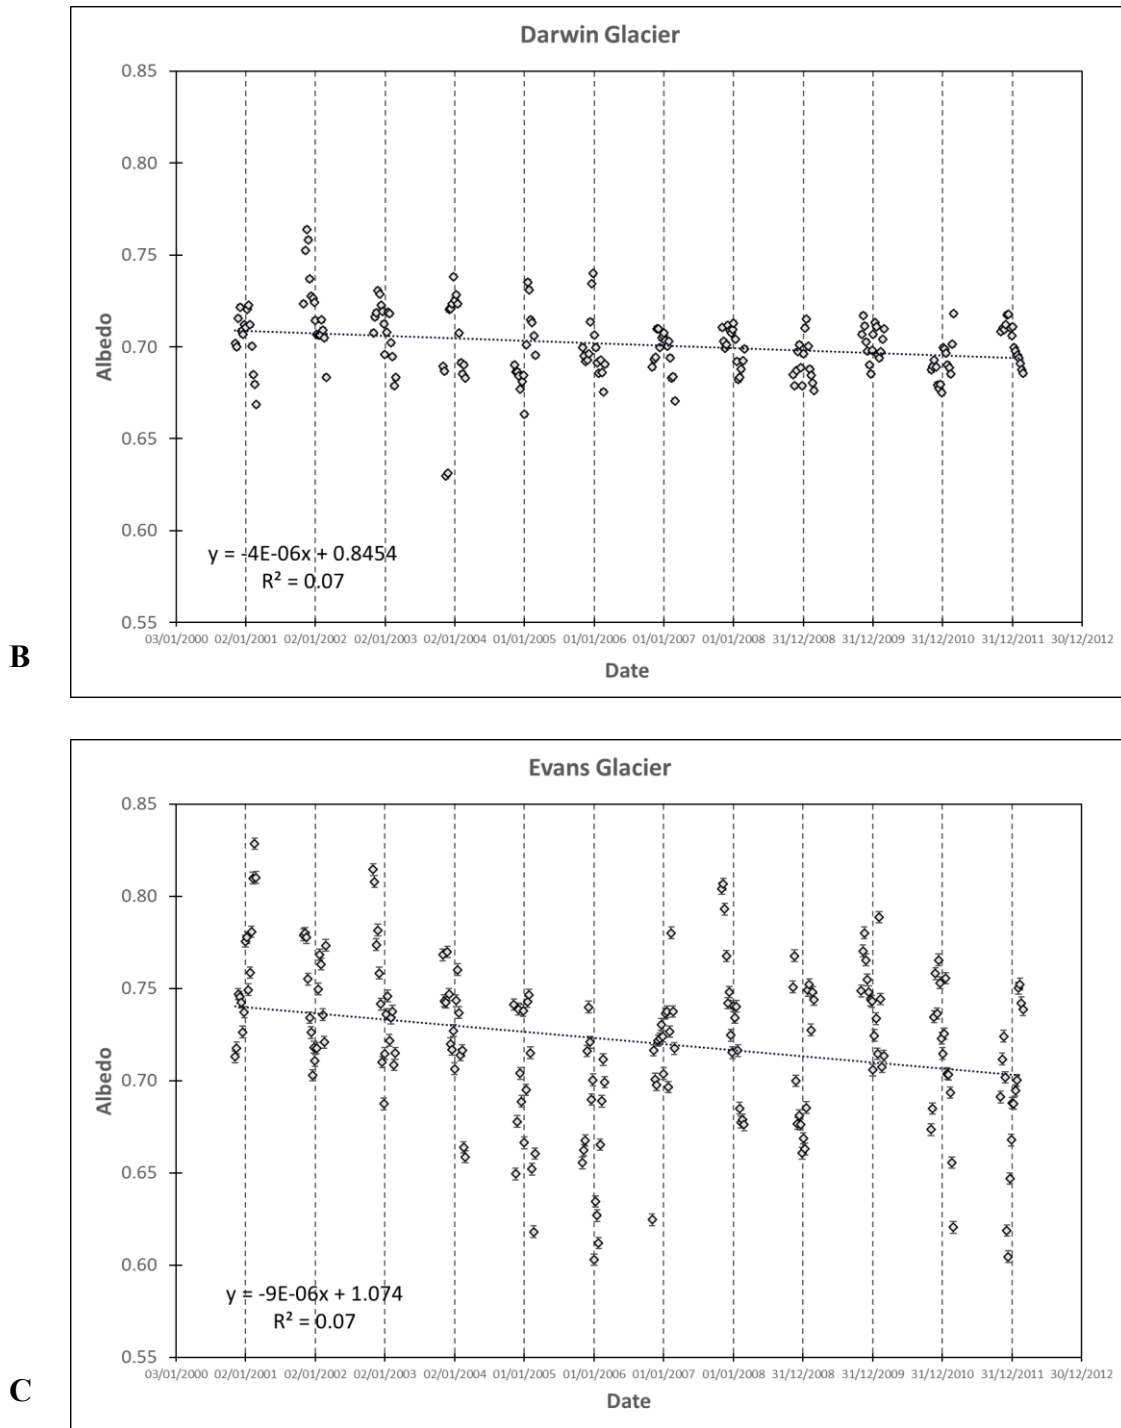 Darwin Glacier
0.85
0.80
0.75
0.70
0.65
0.60
0.55
Albedo
y = -4E-06x + 0.8454
R² = 0.07
03/01/2000 02/01/2001 02/01/2002 02/01/2003 02/01/2004 01/01/2005 01/01/2006 01/01/2007 01/01/2008 31/12/2008 31/12/2009 31/12/2010 31/12/2011 30/12/2012
Date
B
Evans Glacier
0.85
0.80
0.75
0.70
0.65
0.60
0.55
Albedo
y = -9E-06x + 1.074
R² = 0.07
03/01/2000 02/01/2001 02/01/2002 02/01/2003 02/01/2004 01/01/2005 01/01/2006 01/01/2007 01/01/2008 31/12/2008 31/12/2009 31/12/2010 31/12/2011 30/12/2012
Date
C